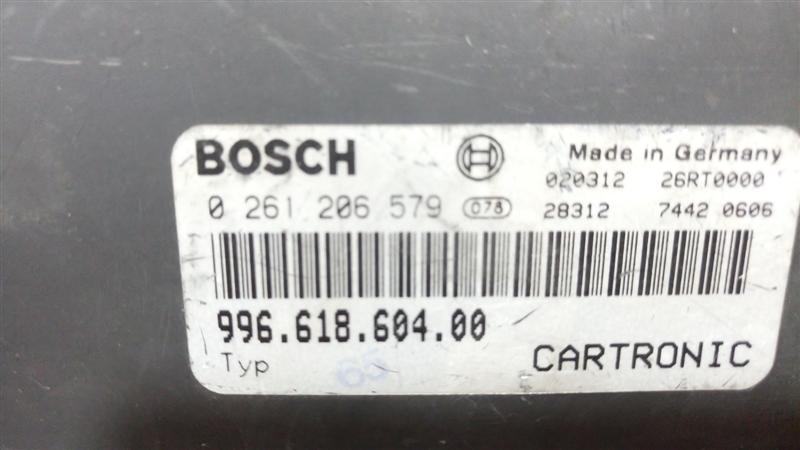 BOSCH
Made in Germany
020312 26RT0000
0 261 206 579 078 28312 7442 0606
996.618.604.00
Typ 65 CARTRONIC